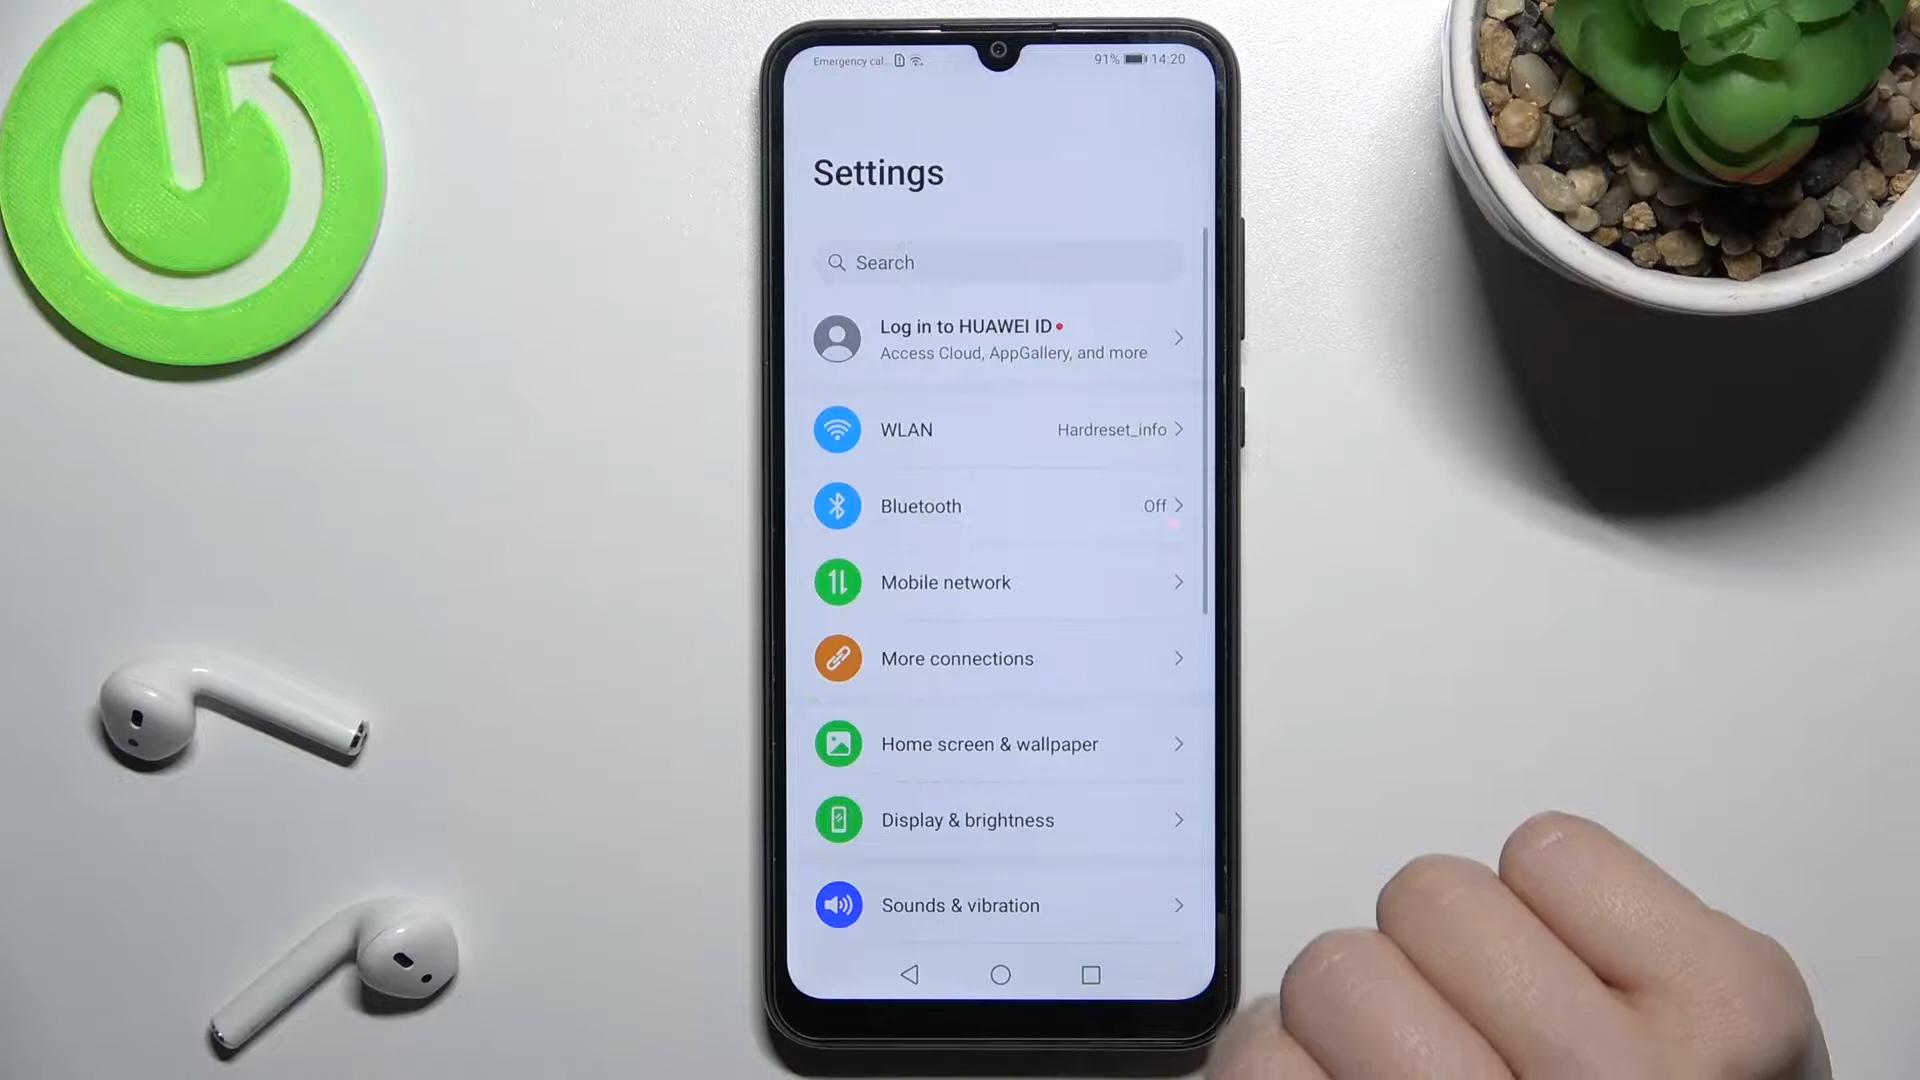 Emergency cal...
91% 14:20
Settings
Search
Log in to HUAWEI ID
Access Cloud, AppGallery, and more
WLAN Hardreset_info
Bluetooth Off
Mobile network
More connections
Home screen & wallpaper
Display & brightness
Sounds & vibration